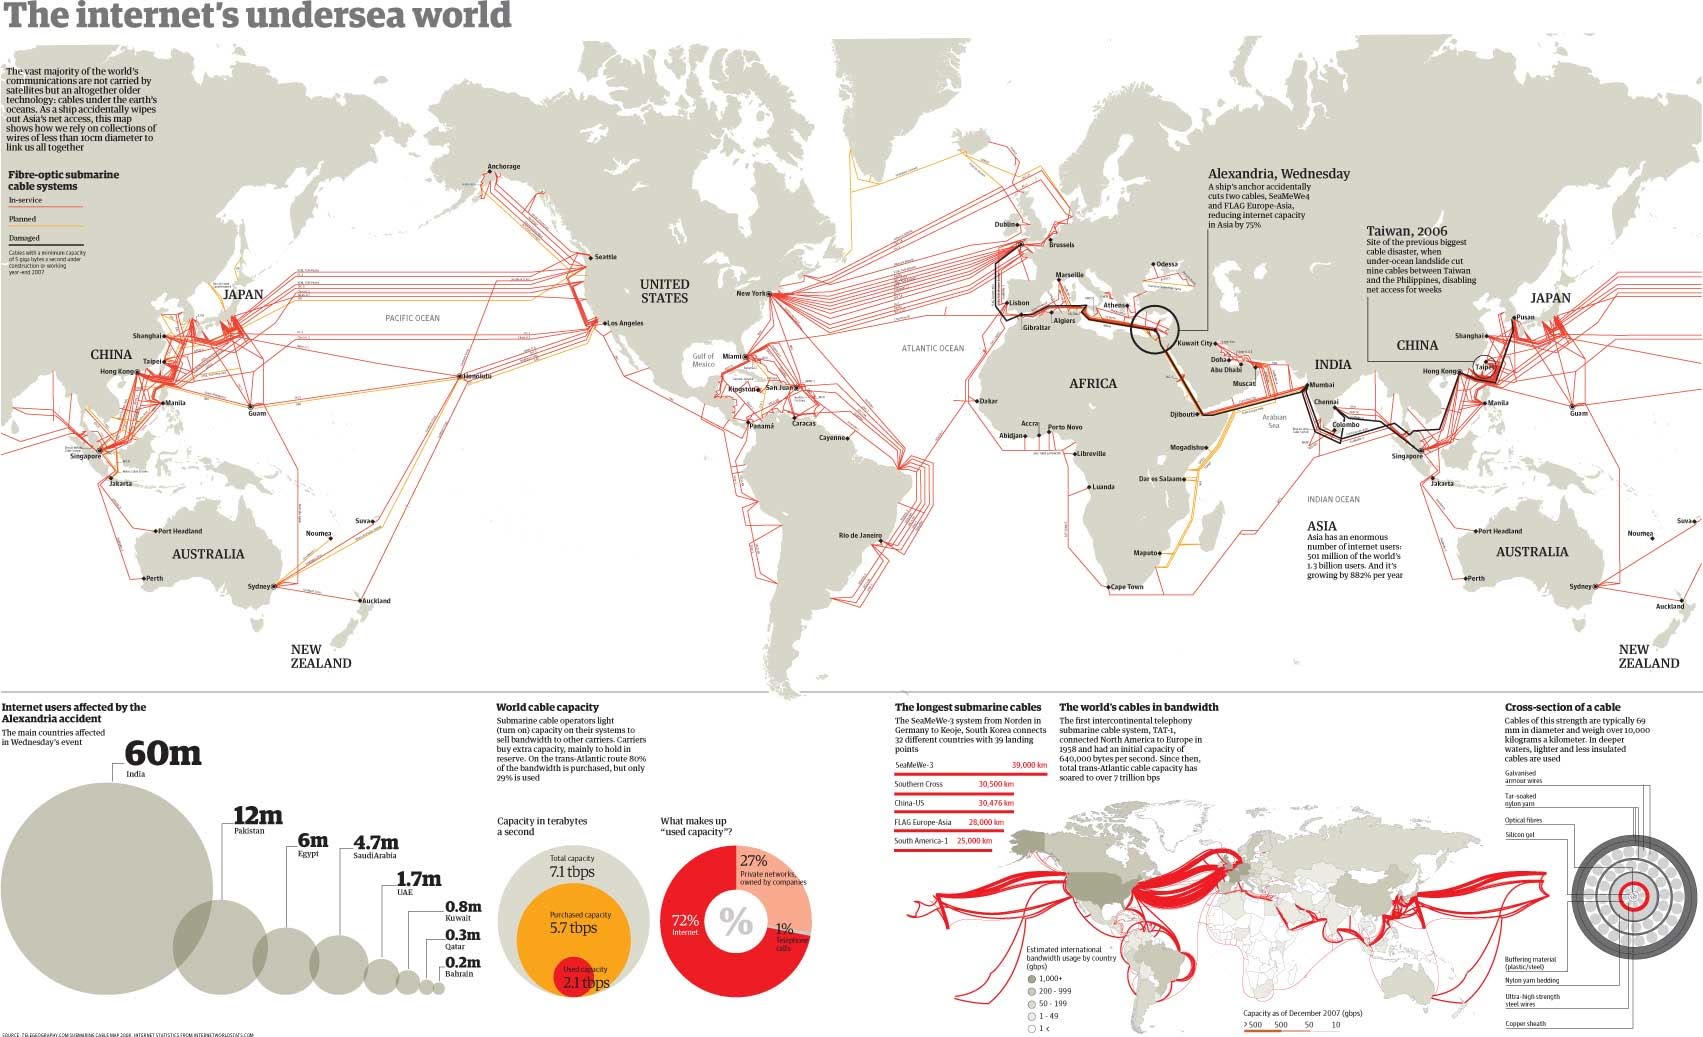 The internet's undersea world
The vast majority of the world's
communications are not carried by
satellites but an altogether older
technology: cables under the earth's
oceans. As a ship accidentally wipes
out Asia's net access, this map
shows how we rely on collections of
wires of less than 10cm diameter to
link us all together
Fibre-optic submarine
cable systems
In-service
Planned
Damaged
Cables with a minimum capacity
of 5 giga bytes a second under
construction or working
year-end 2007
Anchorage
Seattle
UNITED
STATES
New York
Los Angeles
JAPAN
PACIFIC OCEAN
Shanghai
CHINA
Taipei
Hong Kong
Honolulu
Manila
Guam
Singapore
Jakarta
Port Headland
AUSTRALIA
Perth
Suva
Noumea
Sydney
Auckland
NEW
ZEALAND
Gulf of
Mexico
Miami
Kingston
San Juan
Panama
Caracas
Cayenne
Rio de Janeiro
ATLANTIC OCEAN
Dublin
Brussels
Marseille
Odessa
Lisbon
Athens
Gibraltar
Algiers
AFRICA
Dakar
Accra
Abidjan
Porto Novo
Libreville
Luanda
Cape Town
Maputo
Dar es Salaam
Mogadishu
Djibouti
Kuwait City
Doha
Abu Dhabi
Muscat
Arabian
Sea
INDIA
Mumbai
Chennai
Colombo
INDIAN OCEAN
Alexandria, Wednesday
A ship's anchor accidentally
cuts two cables, SeaMeWe4
and FLAG Europe-Asia,
reducing internet capacity
in Asia by 75%
Taiwan, 2006
Site of the previous biggest
cable disaster, when
under-ocean landslide cut
nine cables between Taiwan
and the Philippines, disabling
net access for weeks
JAPAN
Pusan
Shanghai
CHINA
Taipei
Hong Kong
Manila
Guam
Singapore
Jakarta
ASIA
Asia has an enormous
number of internet users:
501 million of the world's
1.3 billion users. And it's
growing by 882% per year
Port Headland
AUSTRALIA
Perth
Suva
Noumea
Sydney
Auckland
NEW
ZEALAND
Internet users affected by the
Alexandria accident
The main countries affected
in Wednesday's event
60m
India
12m
Pakistan
6m
Egypt
4.7m
SaudiArabia
1.7m
UAE
0.8m
Kuwait
0.3m
Qatar
0.2m
Bahrain
World cable capacity
Submarine cable operators light
(turn on) capacity on their systems to
sell bandwidth to other carriers. Carriers
buy extra capacity, mainly to hold in
reserve. On the trans-Atlantic route 80%
of the bandwidth is purchased, but only
29% is used
Capacity in terabytes
a second
Total capacity
7.1 tbps
Purchased capacity
5.7 tbps
Used capacity
2.1 tbps
What makes up
"used capacity"?
27%
Private networks,
owned by companies
72%
Internet
%
1%
Telephone
calls
The longest submarine cables
The SeaMeWe-3 system from Norden in
Germany to Keoje, South Korea connects
32 different countries with 39 landing
points
SeaMeWe-3 39,000 km
Southern Cross 30,500 km
China-US 30,476 km
FLAG Europe-Asia 28,000 km
South America-1 25,000 km
The world's cables in bandwidth
The first intercontinental telephony
submarine cable system, TAT-1,
connected North America to Europe in
1958 and had an initial capacity of
640,000 bytes per second. Since then,
total trans-Atlantic cable capacity has
soared to over 7 trillion bps
Estimated international
bandwidth usage by country
(gbps)
1,000+
200 - 999
50 - 199
1 - 49
1 <
Capacity as of December 2007 (gbps)
>500 500 50 10
Cross-section of a cable
Cables of this strength are typically 69
mm in diameter and weigh over 10,000
kilograms a kilometer. In deeper
waters, lighter and less insulated
cables are used
Galvanised
armour wires
Tar-soaked
nylon yarn
Optical fibres
Silicon gel
Buffering material
(plastic/steel)
Nylon yarn bedding
Ultra-high strength
steel wires
Copper sheath
SOURCE: TELEGEOGRAPHY.COM SUBMARINE CABLE MAP 2008. INTERNET STATISTICS FROM INTERNETWORLDSTATS.COM